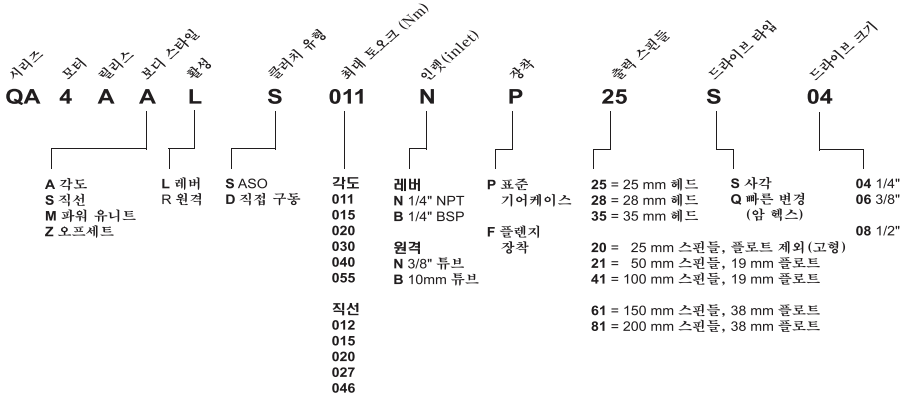 시리즈
모터
릴리스
보디 스타일
활성
클러치 유형
최대 토오크 (Nm)
인렛(inlet)
장착
출력 스핀들
드라이브 타입
드라이브 크기
QA 4 A A L S 011 N P 25 S 04
A 각도
S 직선
M 파워 유니트
Z 오프세트
L 레버
R 원격
S ASO
D 직접 구동
각도
011
015
020
030
040
055
직선
012
015
020
027
046
레버
N 1/4" NPT
B 1/4" BSP
원격
N 3/8" 튜브
B 10mm 튜브
P 표준
기어케이스
F 플렌지
장착
25 = 25 mm 헤드
28 = 28 mm 헤드
35 = 35 mm 헤드
20 = 25 mm 스핀들, 플로트 제외(고형)
21 = 50 mm 스핀들, 19 mm 플로트
41 = 100 mm 스핀들, 19 mm 플로트
61 = 150 mm 스핀들, 38 mm 플로트
81 = 200 mm 스핀들, 38 mm 플로트
S 사각
Q 빠른 변경
(암 헥스)
04 1/4"
06 3/8"
08 1/2"